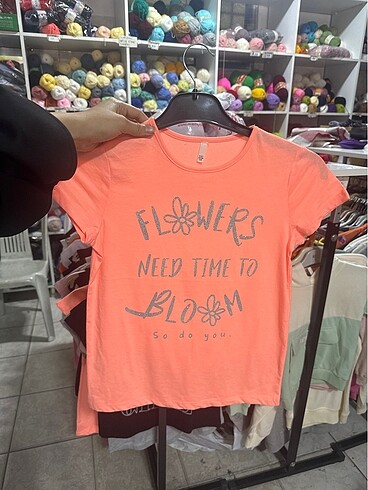 FLOWERS
NEED TIME TO
BLOOM
So do you.